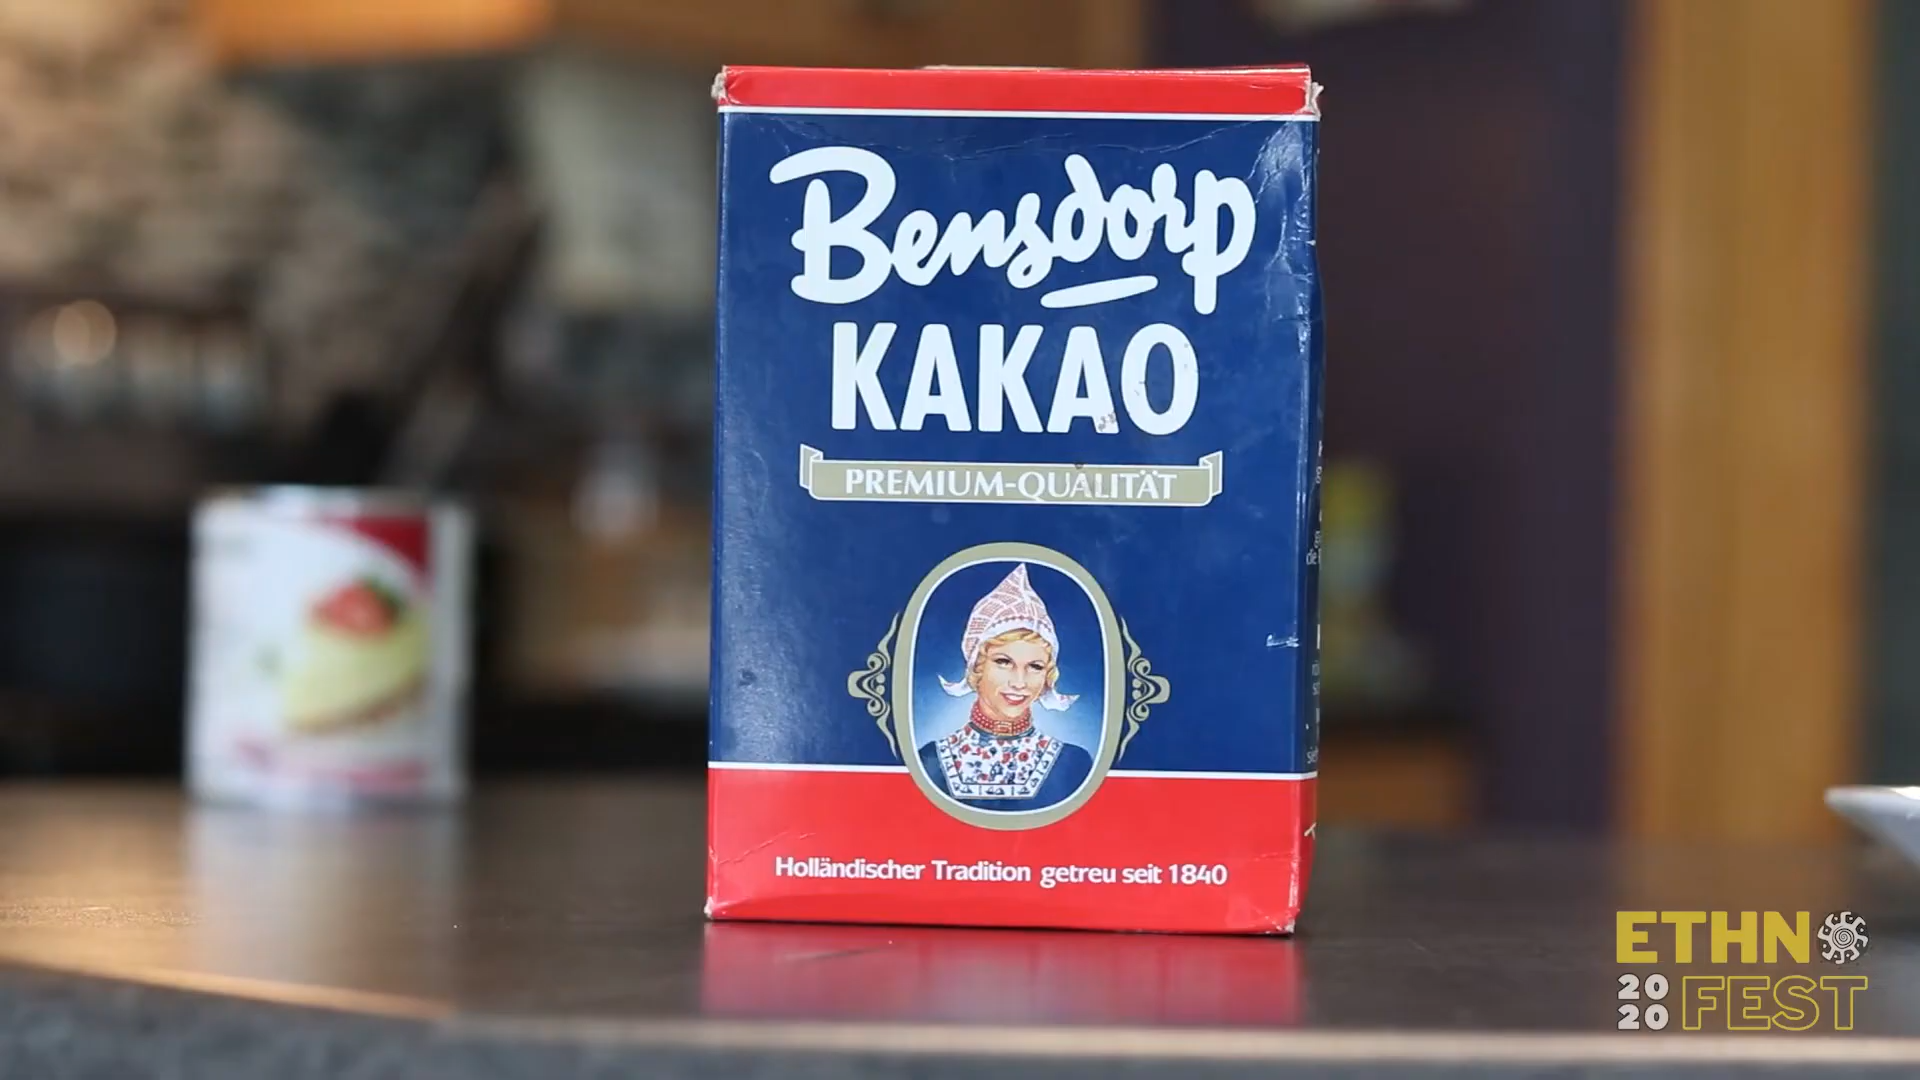 Bensdorp
KAKAO
PREMIUM-QUALITÄT
Holländischer Tradition getreu seit 1840
ETHNO
2020 FEST